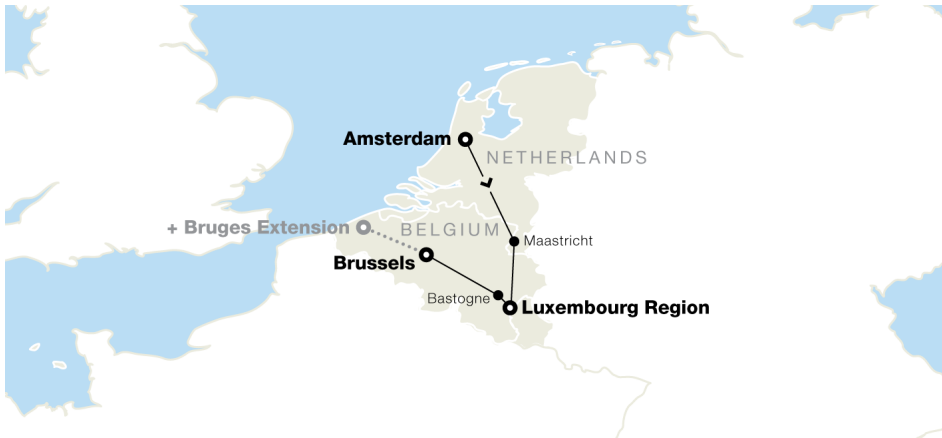 Amsterdam
NETHERLANDS
+ Bruges Extension
BELGIUM
Maastricht
Brussels
Bastogne
Luxembourg Region